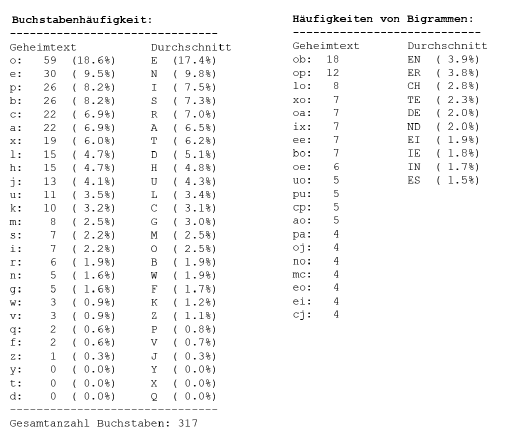 Buchstabenhäufigkeit:
--------------------------------
Geheimtext Durchschnitt
o: 59 (18.6%) E (17.4%)
e: 30 ( 9.5%) N ( 9.8%)
p: 26 ( 8.2%) I ( 7.5%)
b: 26 ( 8.2%) S ( 7.3%)
c: 22 ( 6.9%) R ( 7.0%)
a: 22 ( 6.9%) A ( 6.5%)
x: 19 ( 6.0%) T ( 6.2%)
l: 15 ( 4.7%) D ( 5.1%)
h: 15 ( 4.7%) H ( 4.8%)
j: 13 ( 4.1%) U ( 4.3%)
u: 11 ( 3.5%) L ( 3.4%)
k: 10 ( 3.2%) C ( 3.1%)
m: 8 ( 2.5%) G ( 3.0%)
s: 7 ( 2.2%) M ( 2.5%)
i: 7 ( 2.2%) O ( 2.5%)
r: 6 ( 1.9%) B ( 1.9%)
n: 5 ( 1.6%) W ( 1.9%)
g: 5 ( 1.6%) F ( 1.7%)
w: 3 ( 0.9%) K ( 1.2%)
v: 3 ( 0.9%) Z ( 1.1%)
q: 2 ( 0.6%) P ( 0.8%)
f: 2 ( 0.6%) V ( 0.7%)
z: 1 ( 0.3%) J ( 0.3%)
y: 0 ( 0.0%) Y ( 0.0%)
t: 0 ( 0.0%) X ( 0.0%)
d: 0 ( 0.0%) Q ( 0.0%)
--------------------------------
Gesamtanzahl Buchstaben: 317
Häufigkeiten von Bigrammen:
-----------------------------
Geheimtext Durchschnitt
ob: 18 EN ( 3.9%)
op: 12 ER ( 3.8%)
lo: 8 CH ( 2.8%)
xo: 7 TE ( 2.3%)
oa: 7 DE ( 2.0%)
ix: 7 ND ( 2.0%)
ee: 7 EI ( 1.9%)
bo: 7 IE ( 1.8%)
oe: 6 IN ( 1.7%)
uo: 5 ES ( 1.5%)
pu: 5
cp: 5
ao: 5
pa: 4
oj: 4
no: 4
mc: 4
eo: 4
ei: 4
cj: 4